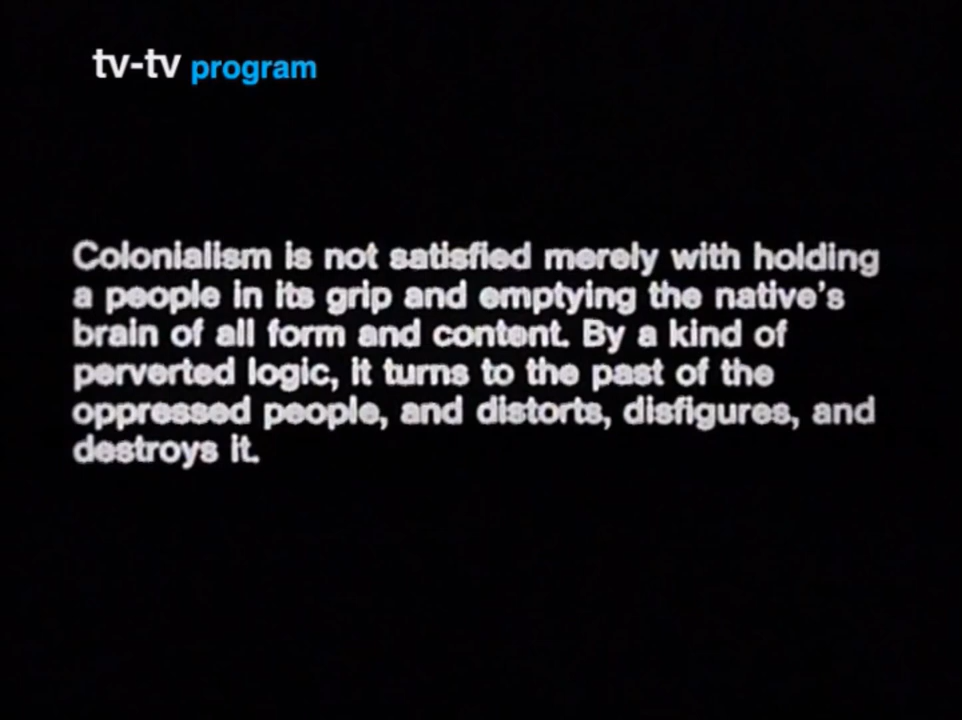 tv-tv program
Colonialism is not satisfied merely with holding
a people in its grip and emptying the native's
brain of all form and content. By a kind of
perverted logic, it turns to the past of the
oppressed people, and distorts, disfigures, and
destroys it.